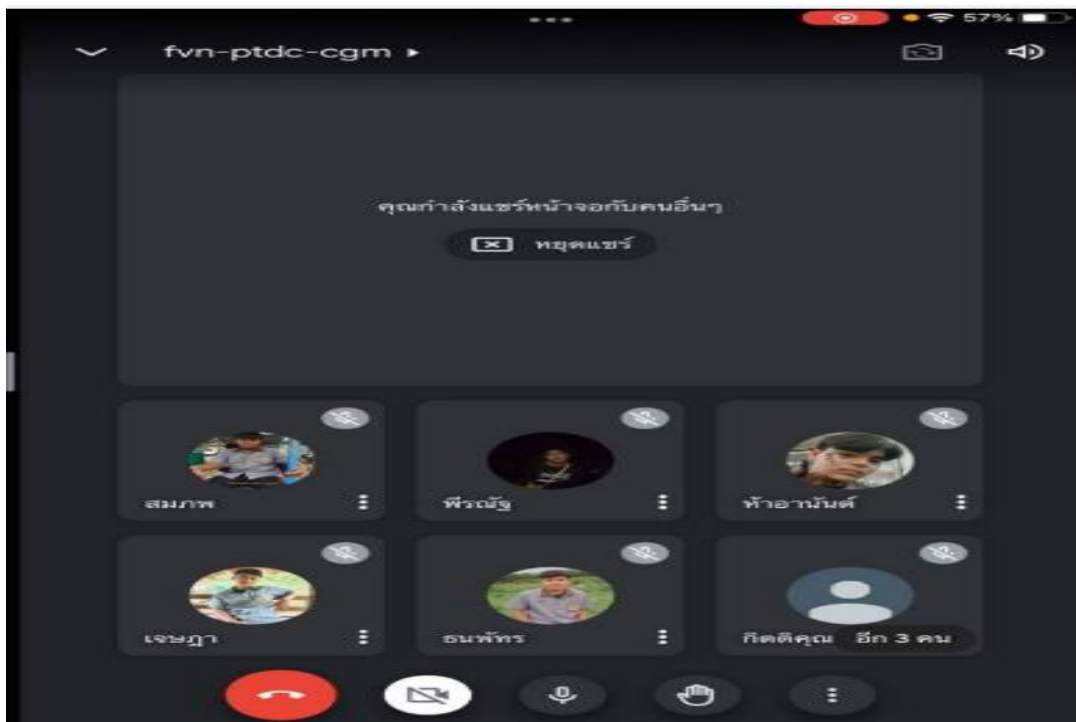 57%
fvn-ptdc-cgm
คุณกำลังแชร์หน้าจอกับคนอื่นๆ
หยุดแชร์
สมภพ
พีรณัฐ
ห้าอานันต์
เจษฎา
ธนพัทร
กิตติคุณ อีก 3 คน